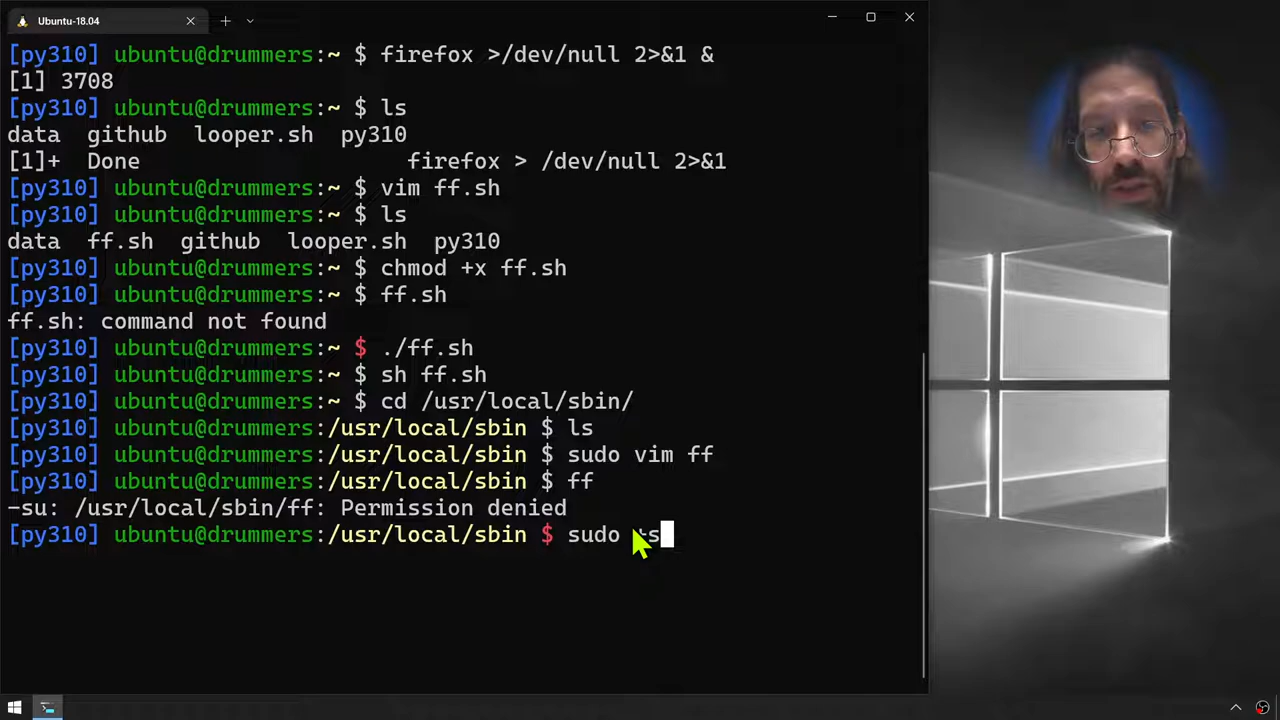 Ubuntu-18.04
[py310] ubuntu@drummers:~ $ firefox >/dev/null 2>&1 &
[1] 3708
[py310] ubuntu@drummers:~ $ ls
data github looper.sh py310
[1]+ Done firefox > /dev/null 2>&1
[py310] ubuntu@drummers:~ $ vim ff.sh
[py310] ubuntu@drummers:~ $ ls
data ff.sh github looper.sh py310
[py310] ubuntu@drummers:~ $ chmod +x ff.sh
[py310] ubuntu@drummers:~ $ ff.sh
ff.sh: command not found
[py310] ubuntu@drummers:~ $ ./ff.sh
[py310] ubuntu@drummers:~ $ sh ff.sh
[py310] ubuntu@drummers:~ $ cd /usr/local/sbin/
[py310] ubuntu@drummers:/usr/local/sbin $ ls
[py310] ubuntu@drummers:/usr/local/sbin $ sudo vim ff
[py310] ubuntu@drummers:/usr/local/sbin $ ff
-su: /usr/local/sbin/ff: Permission denied
[py310] ubuntu@drummers:/usr/local/sbin $ sudo